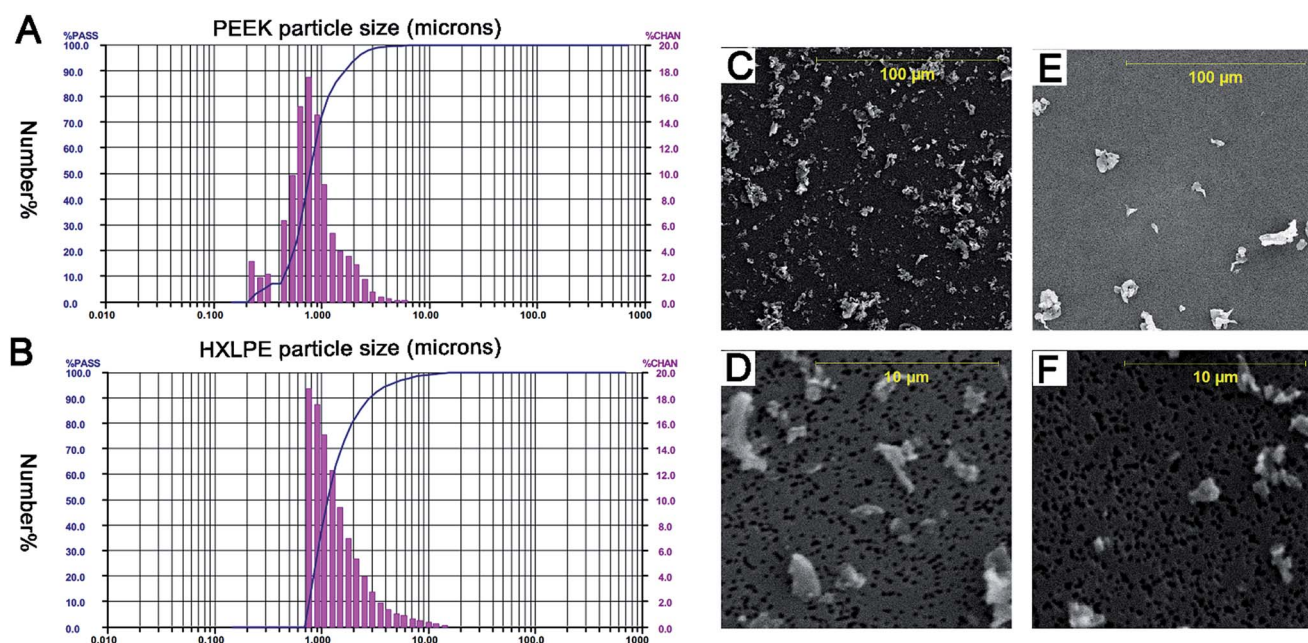 A
PEEK particle size (microns)
%PASS
%CHAN
100.0
90.0
80.0
70.0
60.0
50.0
40.0
30.0
20.0
10.0
0.0
20.0
18.0
16.0
14.0
12.0
10.0
8.0
6.0
4.0
2.0
0.0
Number%
0.010 0.100 1.000 10.00 100.0 1000
B
HXLPE particle size (microns)
%PASS
%CHAN
100.0
90.0
80.0
70.0
60.0
50.0
40.0
30.0
20.0
10.0
0.0
20.0
18.0
16.0
14.0
12.0
10.0
8.0
6.0
4.0
2.0
0.0
Number%
0.010 0.100 1.000 10.00 100.0 1000
C
100 µm
E
100 µm
D
10 µm
F
10 µm